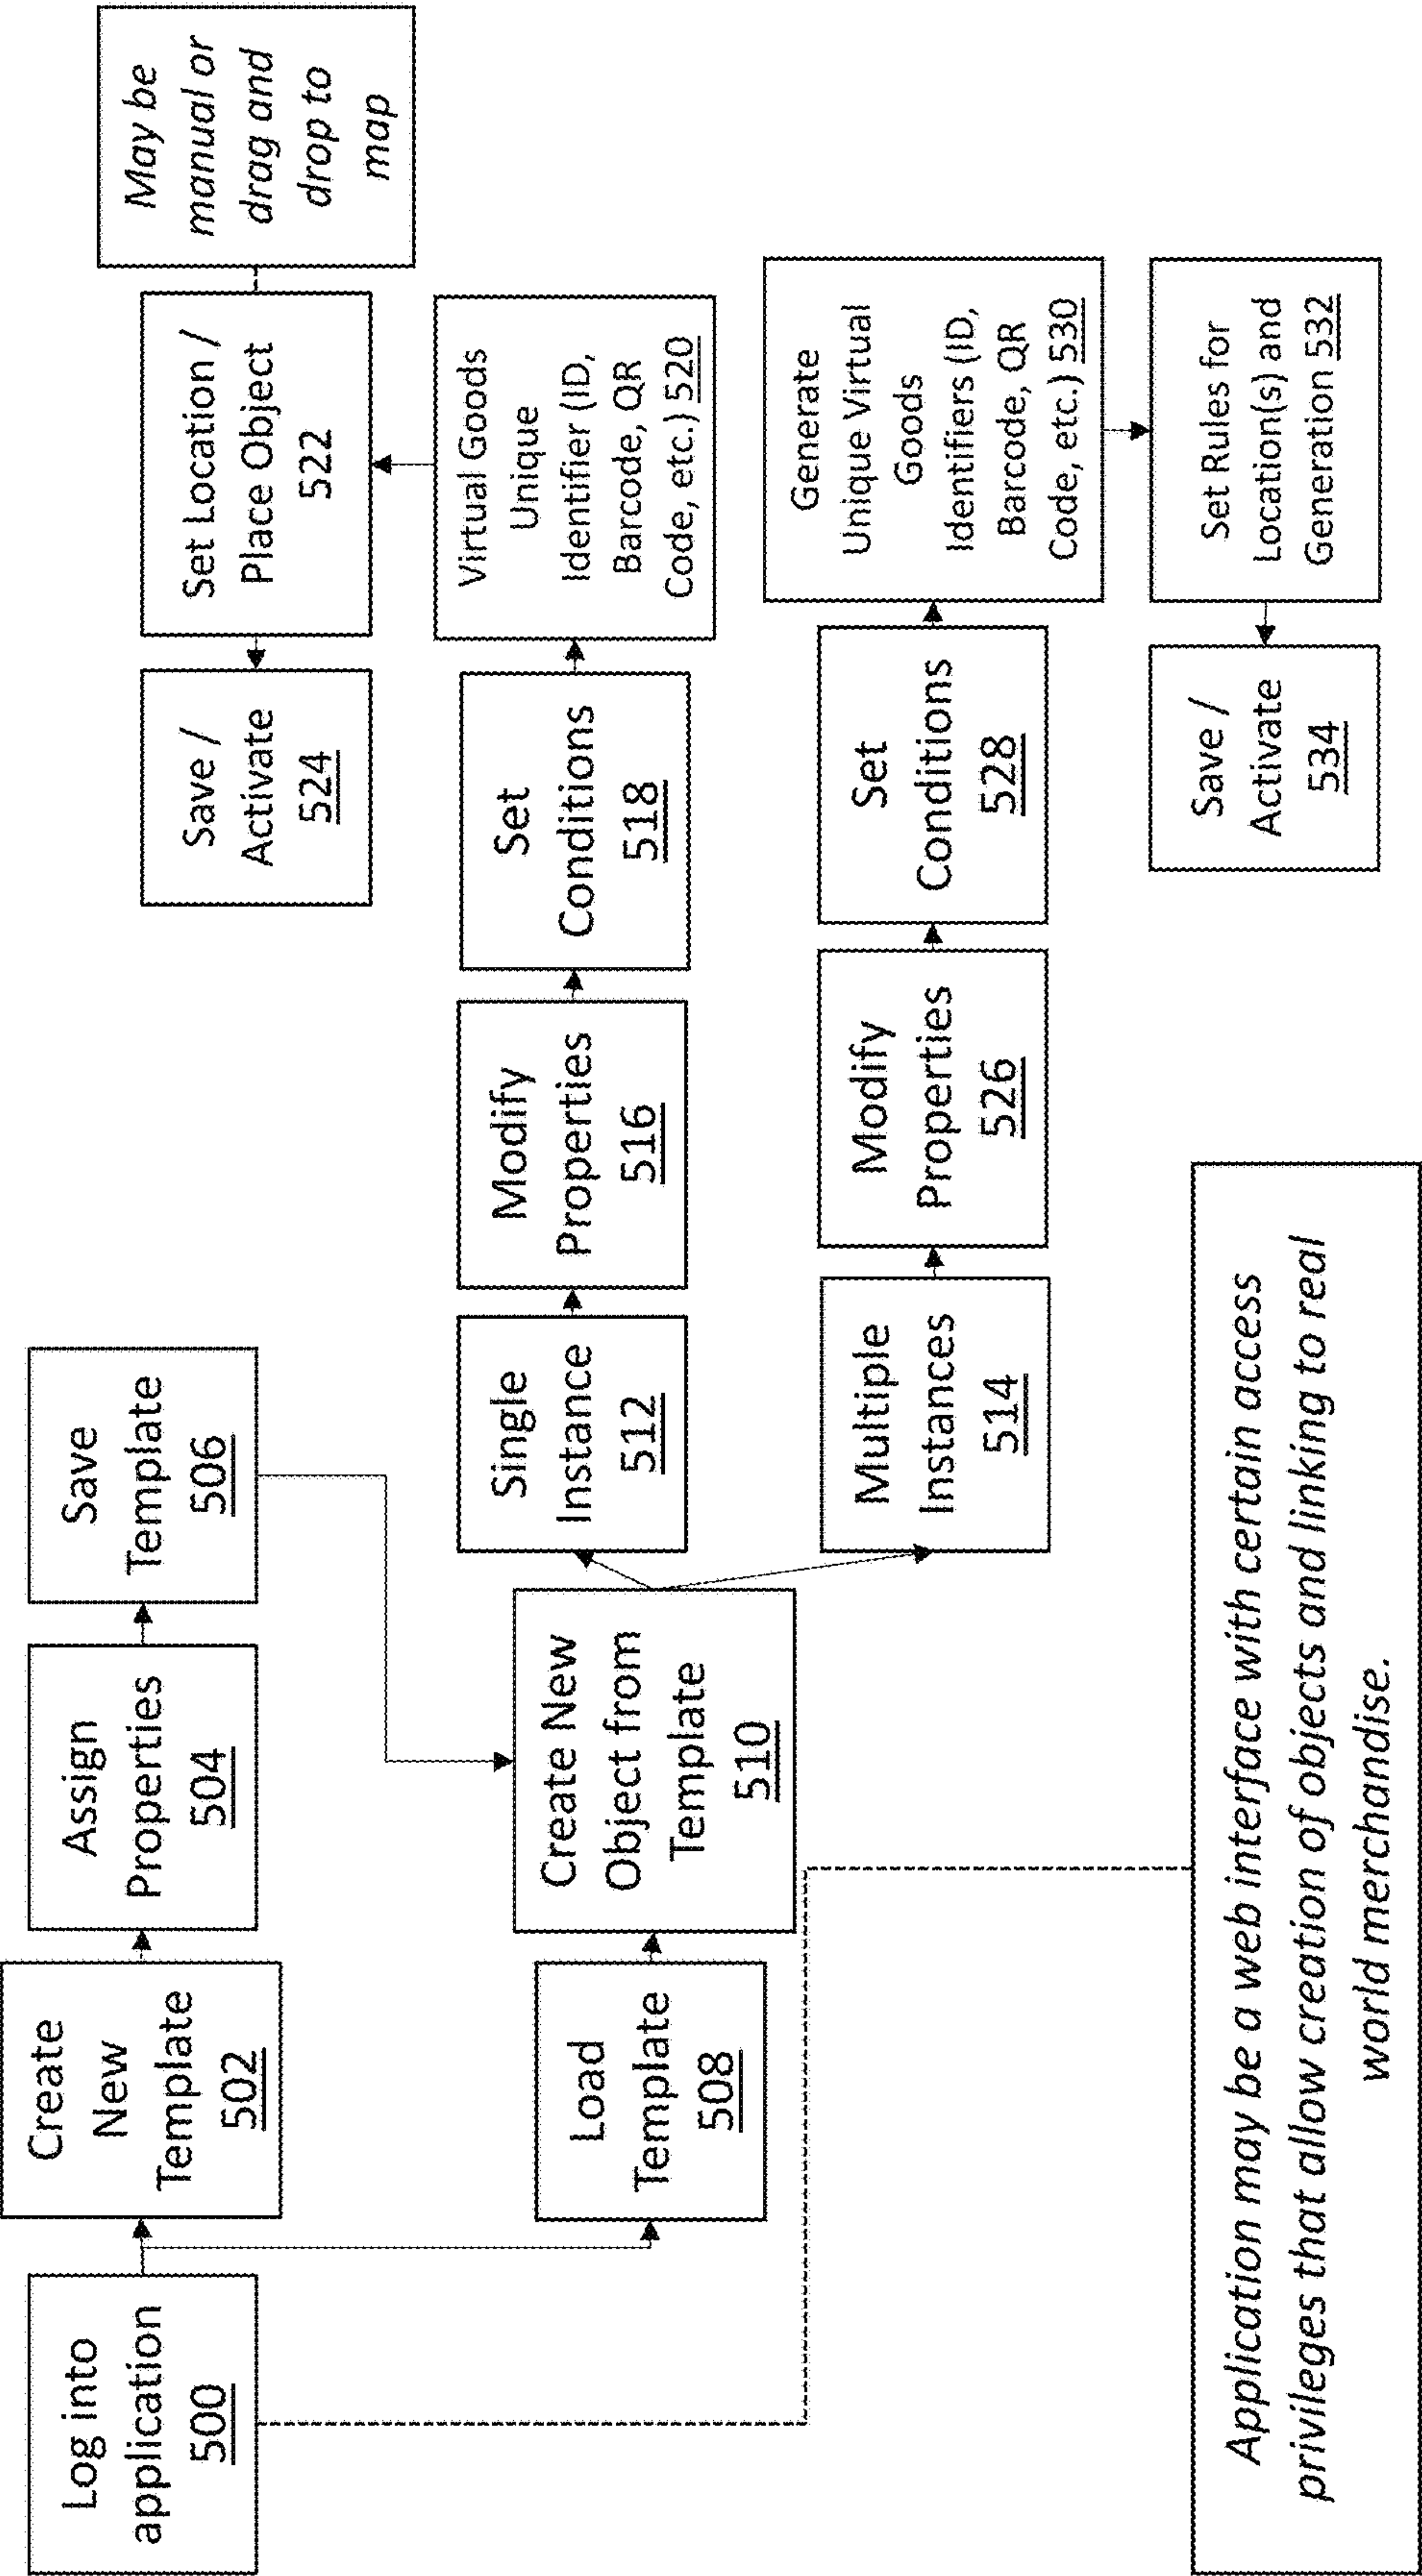 Log into
application
500
Create
New
Template
502
Assign
Properties
504
Save
Template
506
Load
Template
508
Create New
Object from
Template
510
Single
Instance
512
Modify
Properties
516
Set
Conditions
518
Virtual Goods
Unique
Identifier (ID,
Barcode, QR
Code, etc.) 520
Set Location /
Place Object
522
May be
manual or
drag and
drop to
map
Save /
Activate
524
Multiple
Instances
514
Modify
Properties
526
Set
Conditions
528
Generate
Unique Virtual
Goods
Identifiers (ID,
Barcode, QR
Code, etc.) 530
Set Rules for
Location(s) and
Generation 532
Save /
Activate
534
Application may be a web interface with certain access
privileges that allow creation of objects and linking to real
world merchandise.